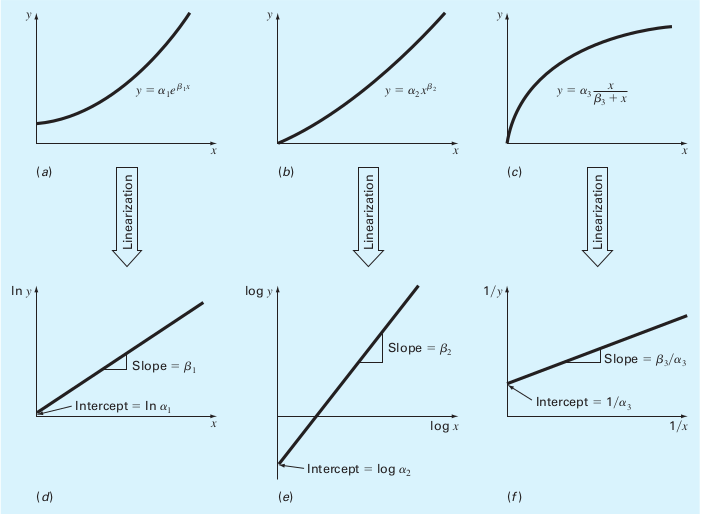 y
y = α₁e^β₁x
x
(a)
y
y = α₂x^β₂
x
(b)
y
y = α₃ x / β₃ + x
x
(c)
Linearization
Linearization
Linearization
ln y
Slope = β₁
Intercept = ln α₁
x
(d)
log y
Slope = β₂
log x
Intercept = log α₂
(e)
1/y
Slope = β₃/α₃
Intercept = 1/α₃
1/x
(f)